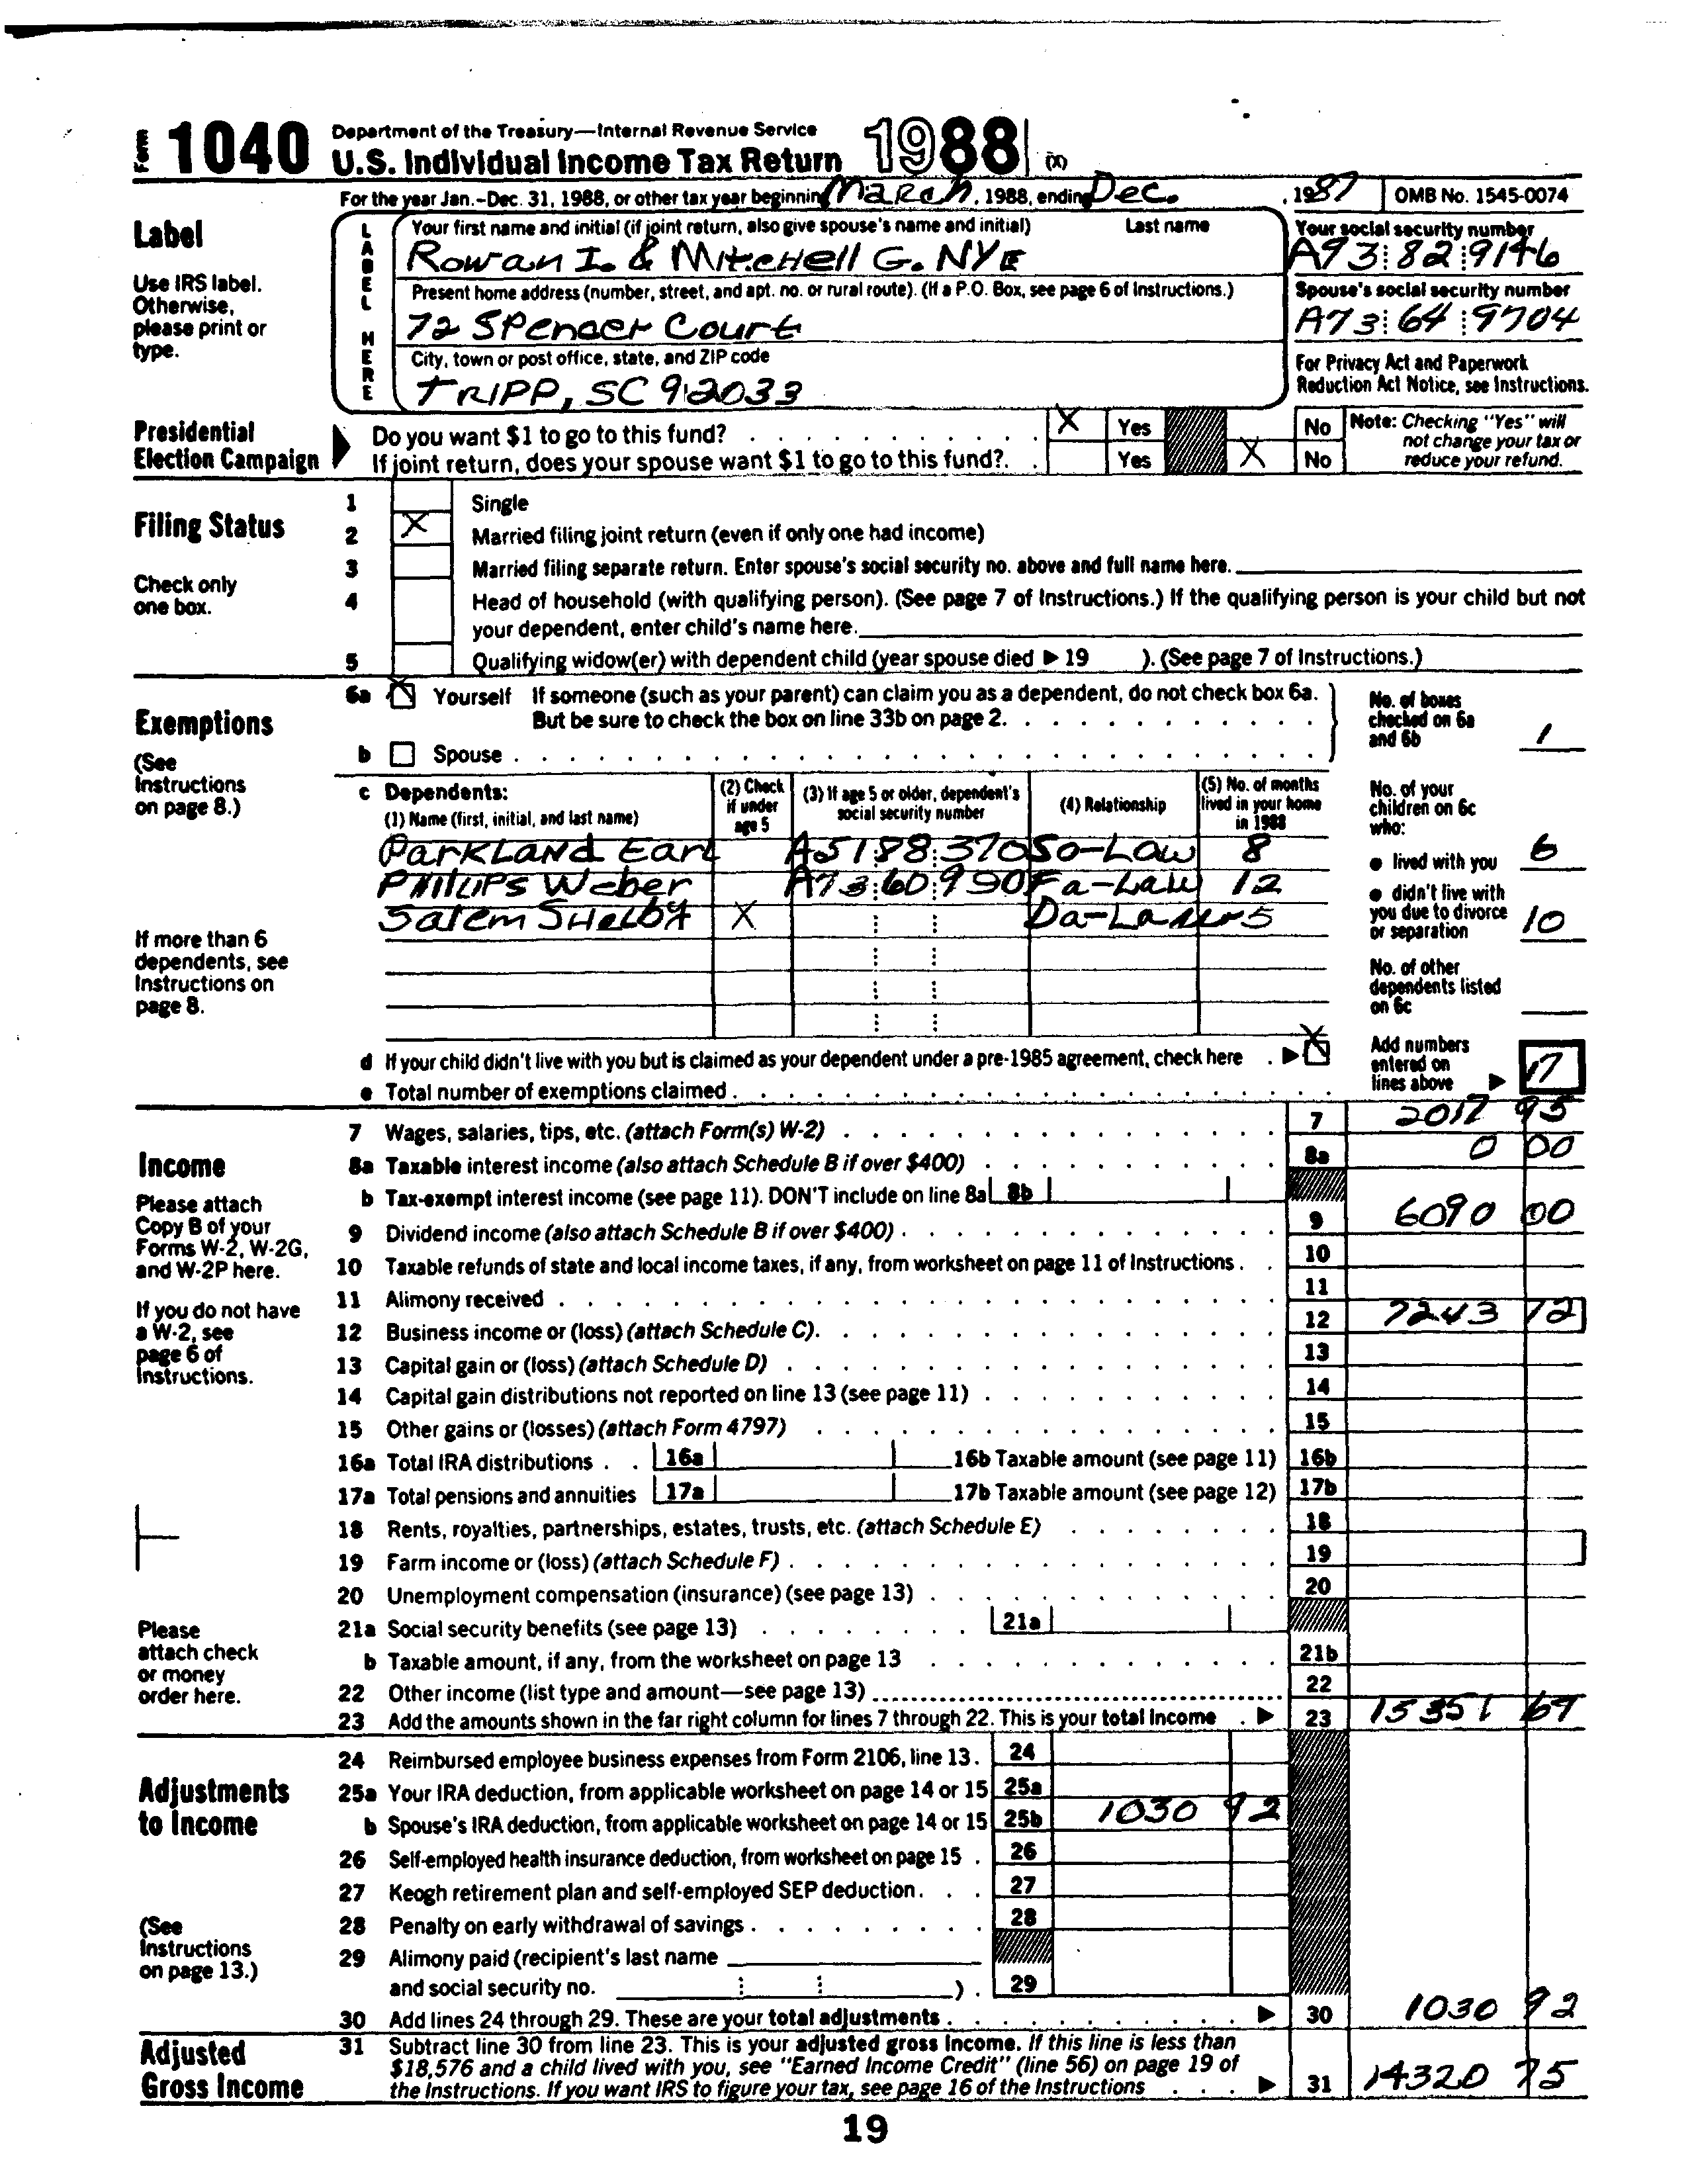 Form 1040 Department of the Treasury—Internal Revenue Service
U.S. Individual Income Tax Return 1988 (X)
For the year Jan.-Dec. 31, 1988, or other tax year beginning March, 1988, ending Dec. , 1987 OMB No. 1545-0074
Label
Use IRS label.
Otherwise,
please print or
type.
LABEL HERE
Your first name and initial (if joint return, also give spouse's name and initial) Last name
Rowan I. & Mitchell G. NYE
Your social security number
A73 82 9146
Present home address (number, street, and apt. no. or rural route). (If a P.O. Box, see page 6 of Instructions.)
72 Spencer Court
Spouse's social security number
A73 64 9704
City, town or post office, state, and ZIP code
TRIPP, SC 92033
For Privacy Act and Paperwork
Reduction Act Notice, see Instructions.
Presidential
Election Campaign
Do you want $1 to go to this fund? X Yes No
If joint return, does your spouse want $1 to go to this fund?. Yes X No
Note: Checking "Yes" will
not change your tax or
reduce your refund.
Filing Status
Check only
one box.
1 Single
2 X Married filing joint return (even if only one had income)
3 Married filing separate return. Enter spouse's social security no. above and full name here.
4 Head of household (with qualifying person). (See page 7 of Instructions.) If the qualifying person is your child but not
your dependent, enter child's name here.
5 Qualifying widow(er) with dependent child (year spouse died ▶ 19 ). (See page 7 of Instructions.)
Exemptions
(See
Instructions
on page 8.)
6a X Yourself If someone (such as your parent) can claim you as a dependent, do not check box 6a.
But be sure to check the box on line 33b on page 2.
b Spouse
No. of boxes
checked on 6a
and 6b 1
c Dependents:
(1) Name (first, initial, and last name)
(2) Check
if under
age 5
(3) If age 5 or older, dependent's
social security number
(4) Relationship
(5) No. of months
lived in your home
in 1988
Parkland Earl A51 88 370 So-Law 8
Philips Weber A73 60 990 Fa-Law 12
Salem Shelby X 5
If more than 6
dependents, see
Instructions on
page 8.
No. of your
children on 6c
who:
● lived with you 6
● didn't live with
you due to divorce
or separation 10
No. of other
dependents listed
on 6c
d If your child didn't live with you but is claimed as your dependent under a pre-1985 agreement, check here . ▶ X
e Total number of exemptions claimed
Add numbers
entered on
lines above ▶ 17
Income
Please attach
Copy B of your
Forms W-2, W-2G,
and W-2P here.
If you do not have
a W-2, see
page 6 of
Instructions.
7 Wages, salaries, tips, etc. (attach Form(s) W-2) 7 2017 95
8a Taxable interest income (also attach Schedule B if over $400) 8a 0 00
b Tax-exempt interest income (see page 11). DON'T include on line 8a 8b
9 Dividend income (also attach Schedule B if over $400) 9 6090 00
10 Taxable refunds of state and local income taxes, if any, from worksheet on page 11 of Instructions 10
11 Alimony received 11
12 Business income or (loss) (attach Schedule C) 12 7243 72
13 Capital gain or (loss) (attach Schedule D) 13
14 Capital gain distributions not reported on line 13 (see page 11) 14
15 Other gains or (losses) (attach Form 4797) 15
16a Total IRA distributions 16a 16b Taxable amount (see page 11) 16b
17a Total pensions and annuities 17a 17b Taxable amount (see page 12) 17b
18 Rents, royalties, partnerships, estates, trusts, etc. (attach Schedule E) 18
19 Farm income or (loss) (attach Schedule F) 19
20 Unemployment compensation (insurance) (see page 13) 20
Please
attach check
or money
order here.
21a Social security benefits (see page 13) 21a
b Taxable amount, if any, from the worksheet on page 13 21b
22 Other income (list type and amount—see page 13) 22
23 Add the amounts shown in the far right column for lines 7 through 22. This is your total income ▶ 23 15351 67
Adjustments
to Income
(See
Instructions
on page 13.)
24 Reimbursed employee business expenses from Form 2106, line 13. 24
25a Your IRA deduction, from applicable worksheet on page 14 or 15 25a
b Spouse's IRA deduction, from applicable worksheet on page 14 or 15 25b 1030 92
26 Self-employed health insurance deduction, from worksheet on page 15 26
27 Keogh retirement plan and self-employed SEP deduction 27
28 Penalty on early withdrawal of savings 28
29 Alimony paid (recipient's last name
and social security no. ) 29
30 Add lines 24 through 29. These are your total adjustments ▶ 30 1030 92
Adjusted
Gross Income
31 Subtract line 30 from line 23. This is your adjusted gross income. If this line is less than
$18,576 and a child lived with you, see "Earned Income Credit" (line 56) on page 19 of
the Instructions. If you want IRS to figure your tax, see page 16 of the Instructions ▶ 31 14320 75
19